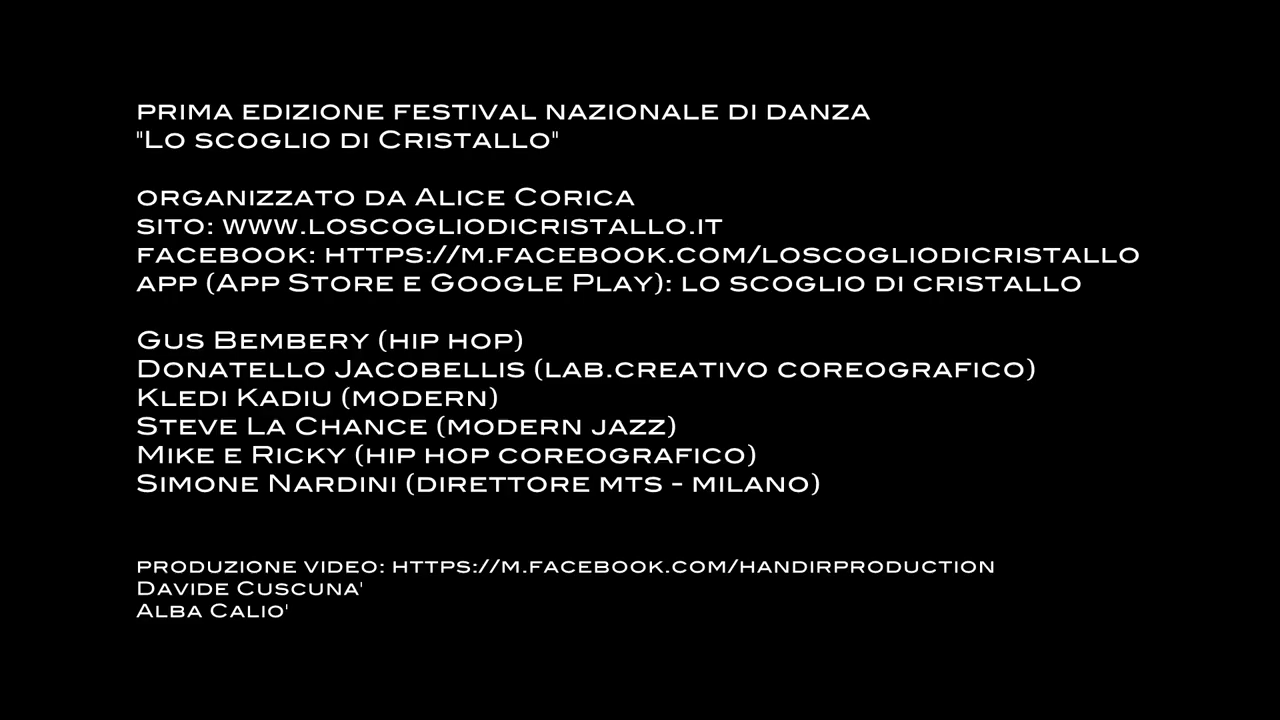 PRIMA EDIZIONE FESTIVAL NAZIONALE DI DANZA
"LO SCOGLIO DI CRISTALLO"
ORGANIZZATO DA ALICE CORICA
SITO: WWW.LOSCOGLIODICRISTALLO.IT
FACEBOOK: HTTPS://M.FACEBOOK.COM/LOSCOGLIODICRISTALLO
APP (APP STORE E GOOGLE PLAY): LO SCOGLIO DI CRISTALLO
GUS BEMBERY (HIP HOP)
DONATELLO JACOBELLIS (LAB.CREATIVO COREOGRAFICO)
KLEDI KADIU (MODERN)
STEVE LA CHANCE (MODERN JAZZ)
MIKE E RICKY (HIP HOP COREOGRAFICO)
SIMONE NARDINI (DIRETTORE MTS - MILANO)
PRODUZIONE VIDEO: HTTPS://M.FACEBOOK.COM/HANDIRPRODUCTION
DAVIDE CUSCUNA'
ALBA CALIO'